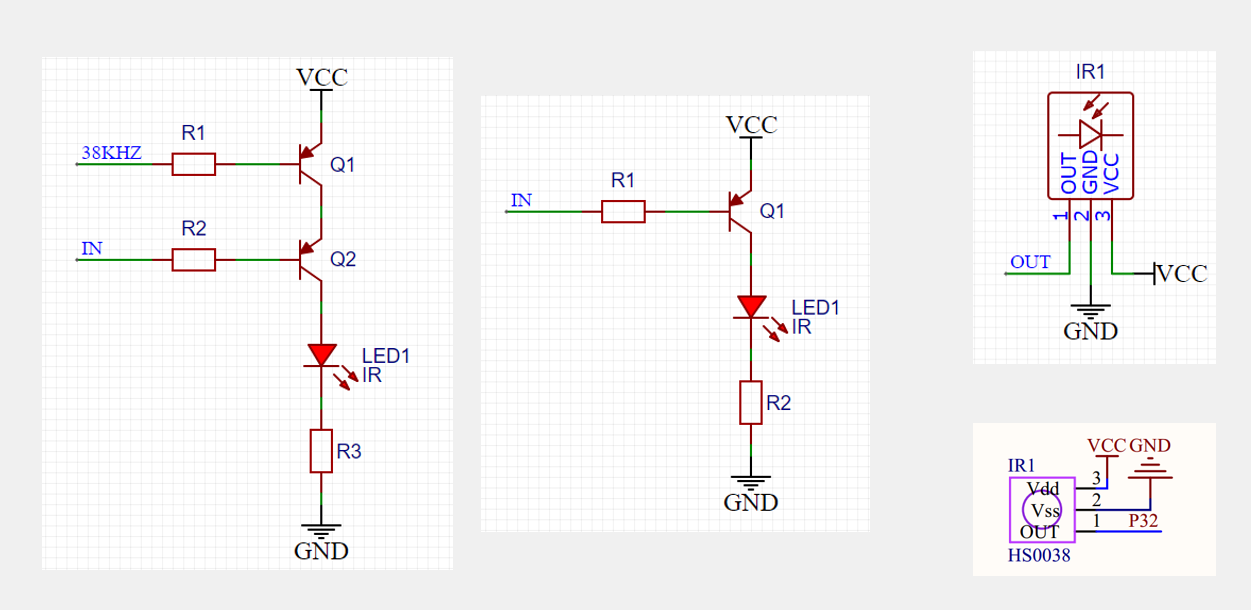 VCC
R1
38KHZ
Q1
R2
IN
Q2
LED1
IR
R3
GND
VCC
R1
IN
Q1
LED1
IR
R2
GND
IR1
OUT
GND
VCC
1
2
3
OUT
VCC
GND
VCC GND
IR1
3
Vdd
2
Vss
1
P32
OUT
HS0038